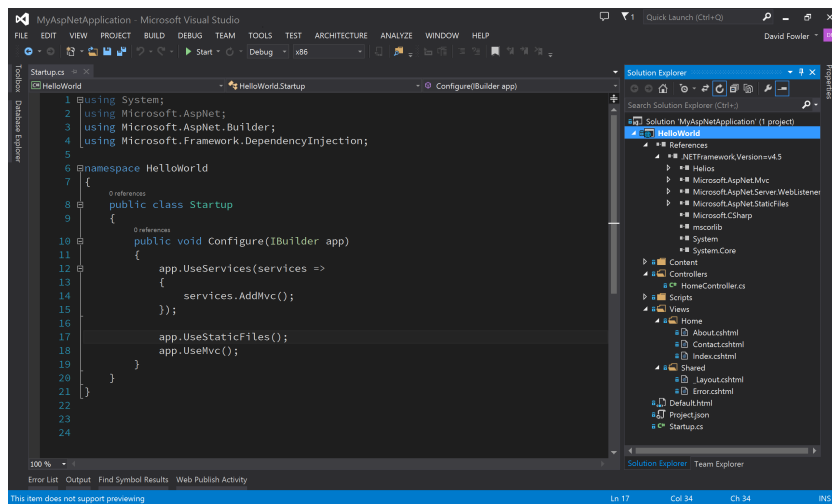 MyAspNetApplication - Microsoft Visual Studio
1
Quick Launch (Ctrl+Q)
FILE EDIT VIEW PROJECT BUILD DEBUG TEAM TOOLS TEST ARCHITECTURE ANALYZE WINDOW HELP
David Fowler
Start Debug x86
Toolbox
Database Explorer
Startup.cs
HelloWorld HelloWorld.Startup Configure(IBuilder app)
1 using System;
2 using Microsoft.AspNet;
3 using Microsoft.AspNet.Builder;
4 using Microsoft.Framework.DependencyInjection;
5
6 namespace HelloWorld
7 {
0 references
8 public class Startup
9 {
0 references
10 public void Configure(IBuilder app)
11 {
12 app.UseServices(services =>
13 {
14 services.AddMvc();
15 });
16
17 app.UseStaticFiles();
18 app.UseMvc();
19 }
20 }
21 }
22
23
24
100 %
Solution Explorer
Search Solution Explorer (Ctrl+;)
Solution 'MyAspNetApplication' (1 project)
HelloWorld
References
.NETFramework,Version=v4.5
Helios
Microsoft.AspNet.Mvc
Microsoft.AspNet.Server.WebListener
Microsoft.AspNet.StaticFiles
Microsoft.CSharp
mscorlib
System
System.Core
Content
Controllers
HomeController.cs
Scripts
Views
Home
About.cshtml
Contact.cshtml
Index.cshtml
Shared
_Layout.cshtml
Error.cshtml
Default.html
Project.json
Startup.cs
Solution Explorer Team Explorer
Properties
Error List Output Find Symbol Results Web Publish Activity
This item does not support previewing Ln 17 Col 34 Ch 34 INS